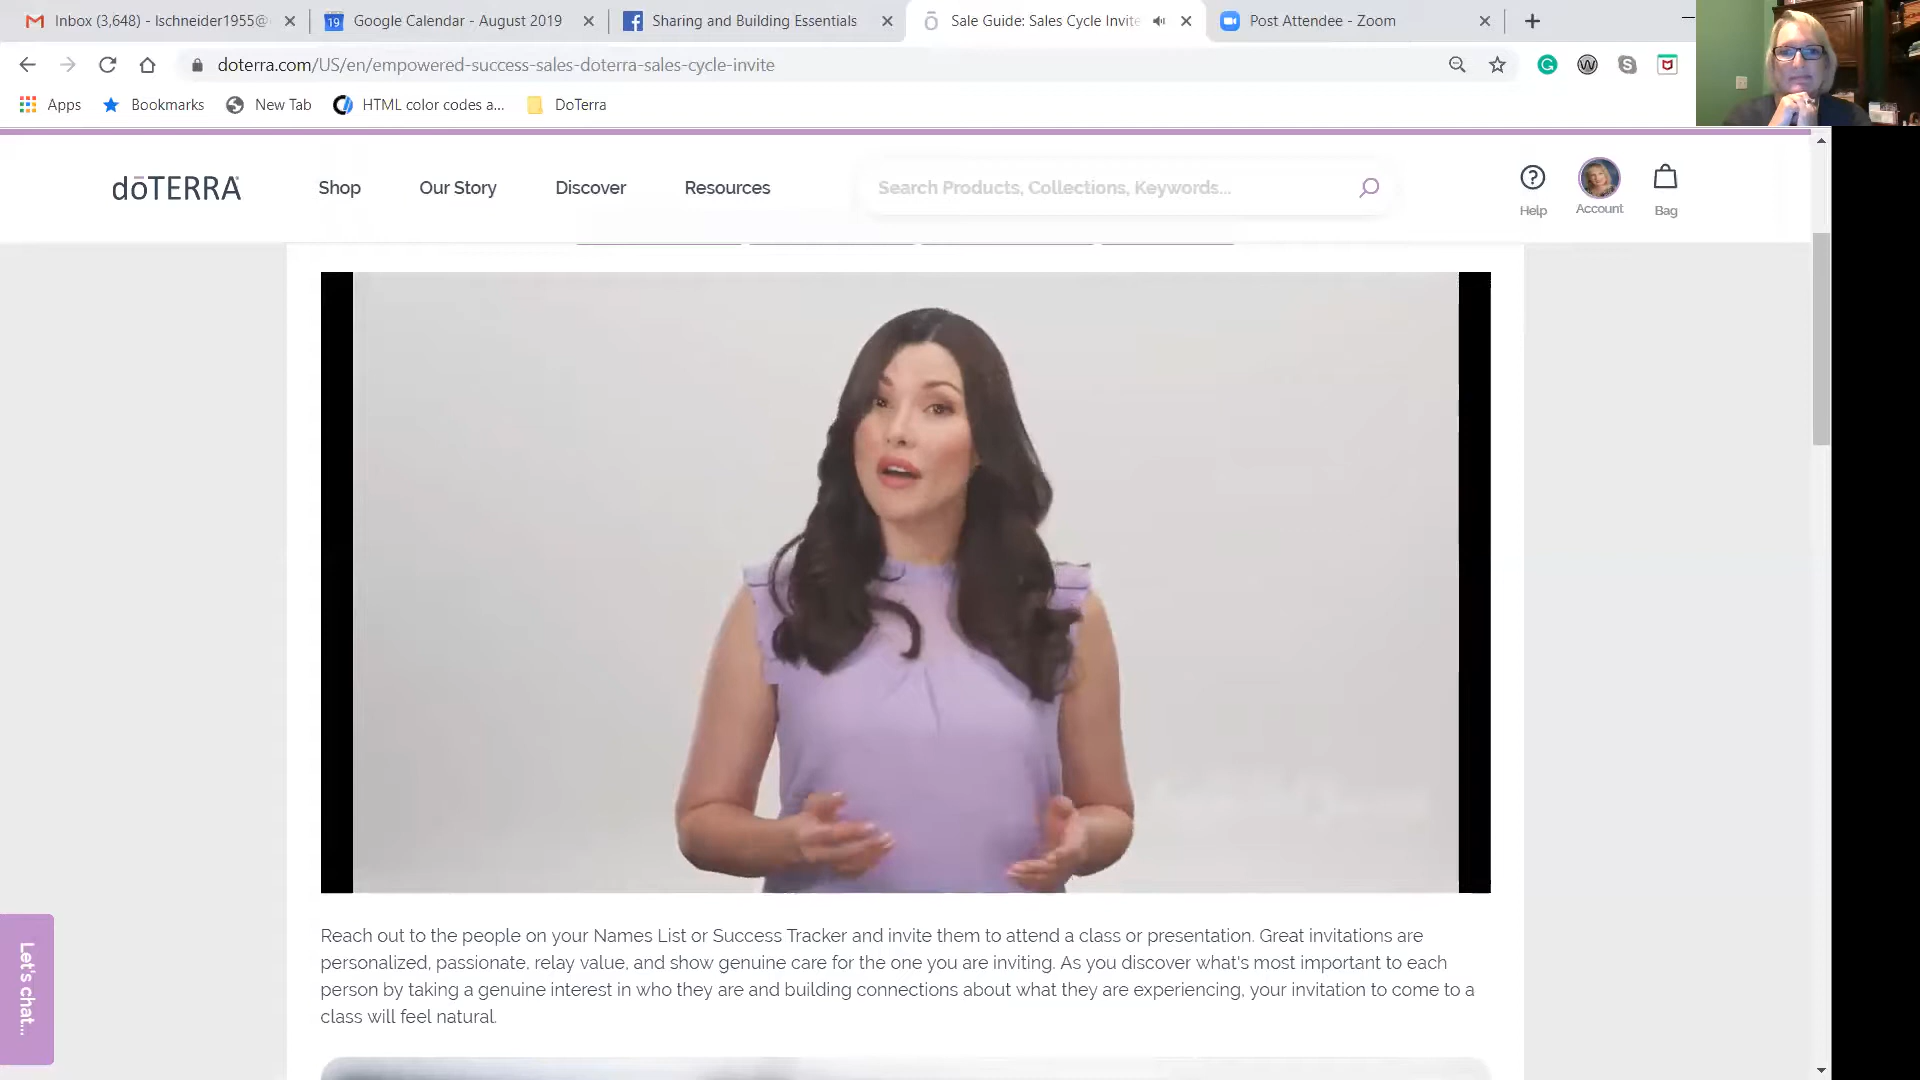 Inbox (3,648) - lschneider1955@
Google Calendar - August 2019
Sharing and Building Essentials
Sale Guide: Sales Cycle Invite
Post Attendee - Zoom
doterra.com/US/en/empowered-success-sales-doterra-sales-cycle-invite
Apps
Bookmarks
New Tab
HTML color codes a...
DoTerra
dōTERRA
Shop
Our Story
Discover
Resources
Search Products, Collections, Keywords...
Help
Account
Bag
Reach out to the people on your Names List or Success Tracker and invite them to attend a class or presentation. Great invitations are
personalized, passionate, relay value, and show genuine care for the one you are inviting. As you discover what's most important to each
person by taking a genuine interest in who they are and building connections about what they are experiencing, your invitation to come to a
class will feel natural.
Let's chat...